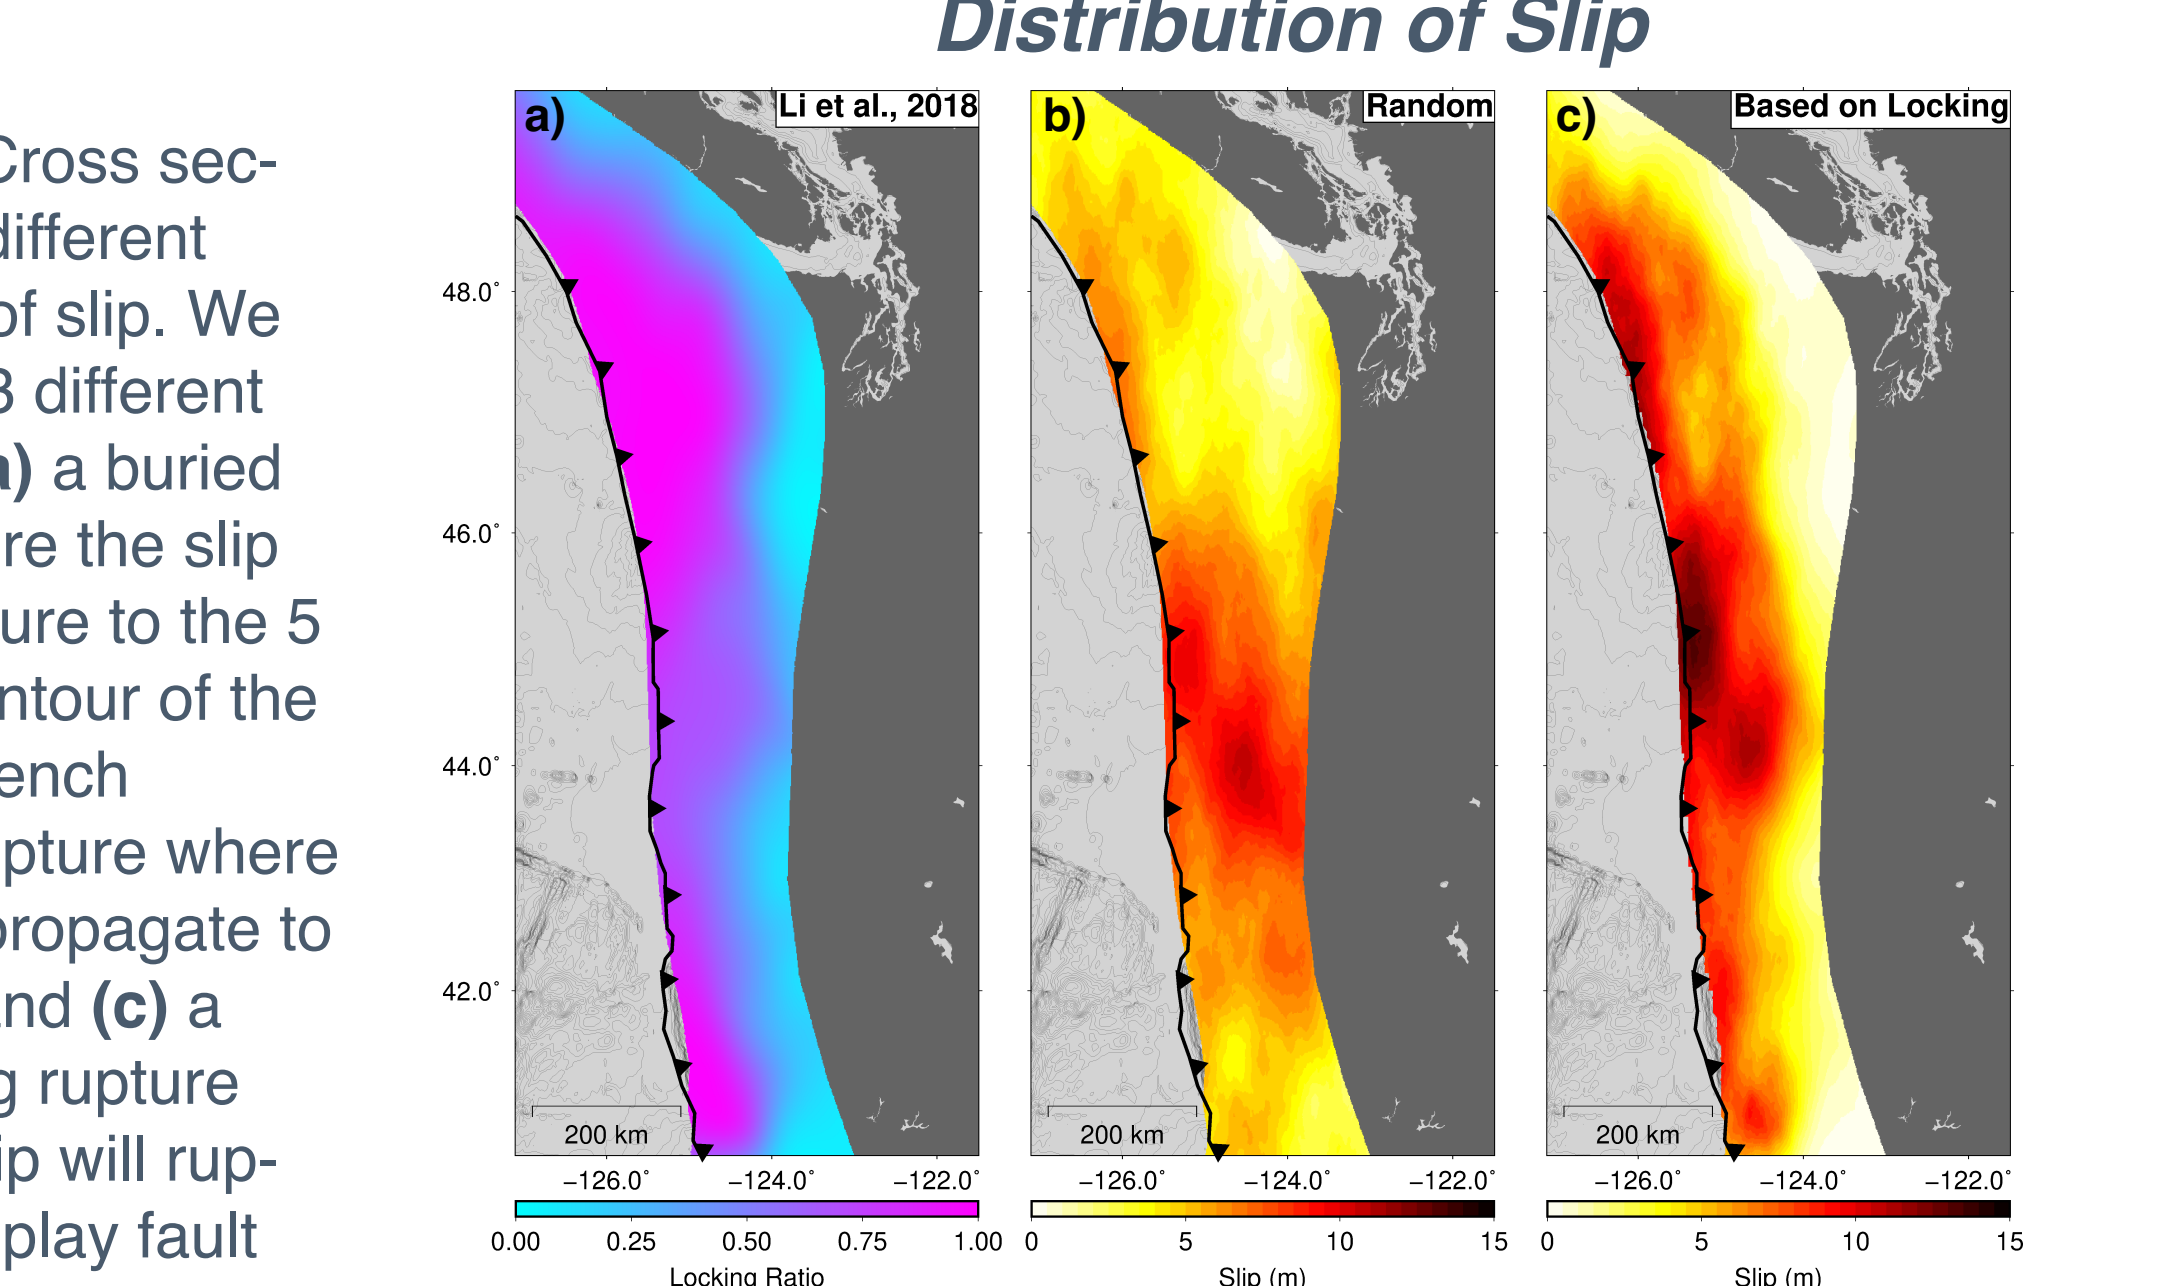 Distribution of Slip
Cross sec-
different
of slip. We
3 different
a) a buried
re the slip
ure to the 5
ntour of the
ench
pture where
propagate to
nd (c) a
g rupture
ip will rup-
play fault
a)
Li et al., 2018
48.0°
46.0°
44.0°
42.0°
200 km
−126.0° −124.0° −122.0°
0.00 0.25 0.50 0.75 1.00
Locking Ratio
b)
Random
200 km
−126.0° −124.0° −122.0°
0 5 10 15
Slip (m)
c)
Based on Locking
200 km
−126.0° −124.0° −122.0°
0 5 10 15
Slip (m)